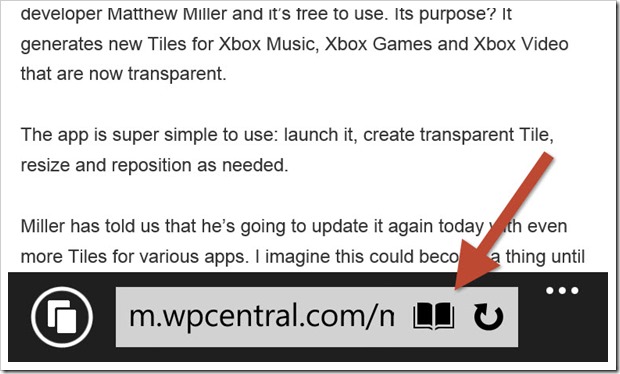 developer Matthew Miller and it's free to use. Its purpose? It
generates new Tiles for Xbox Music, Xbox Games and Xbox Video
that are now transparent.
The app is super simple to use: launch it, create transparent Tile,
resize and reposition as needed.
Miller has told us that he's going to update it again today with even
more Tiles for various apps. I imagine this could become a thing until
m.wpcentral.com/n